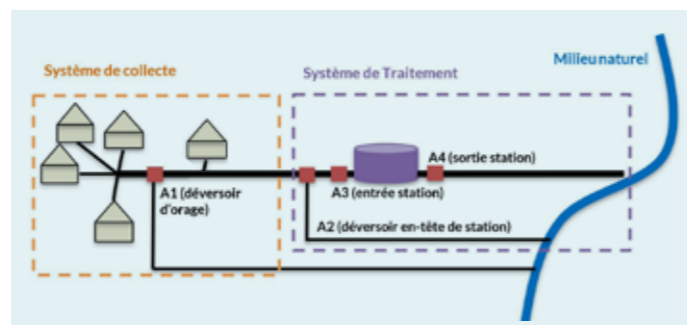 Milieu naturel
Système de collecte
Système de Traitement
A4 (sortie station)
A1 (déversoir
d'orage)
A3 (entrée station)
A2 (déversoir en-tête de station)